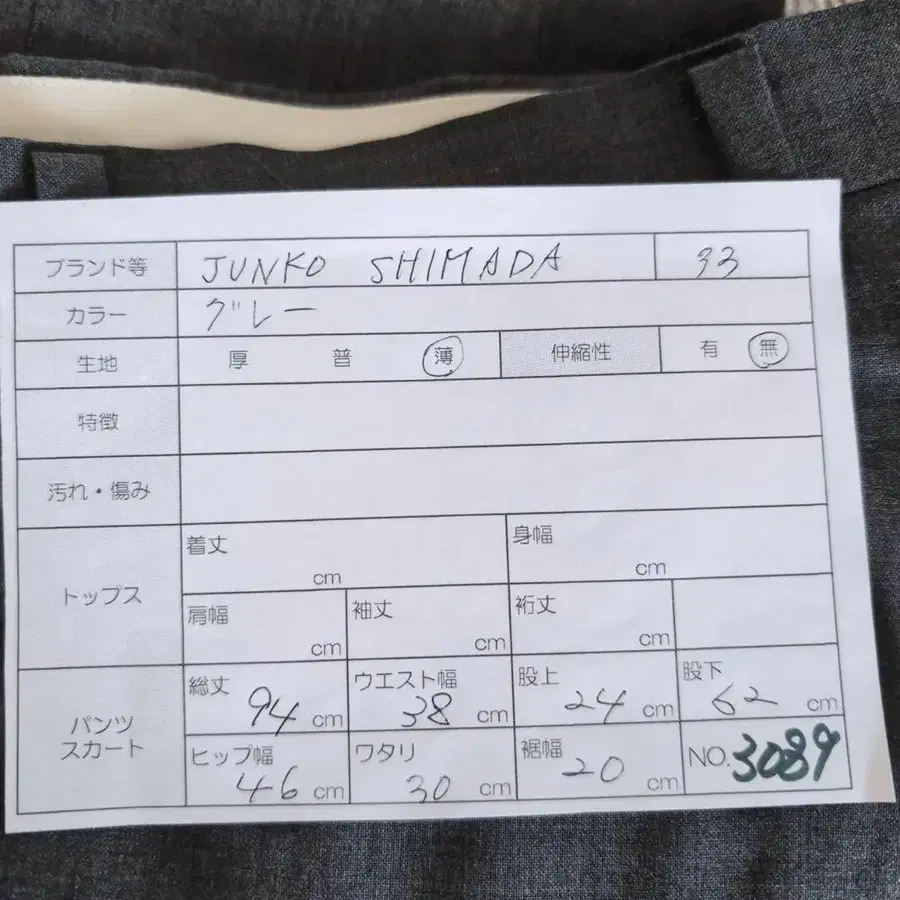 ブランド等 JUNKO SHIMADA 33
カラー グレー
生地 厚 普 薄 伸縮性 有 無
特徴
汚れ・傷み
トップス
着丈 cm 身幅 cm
肩幅 cm 袖丈 cm 裄丈 cm
パンツ
スカート
総丈 94 cm ウエスト幅 38 cm 股上 24 cm 股下 62 cm
ヒップ幅 46 cm ワタリ 30 cm 裾幅 20 cm NO. 3089